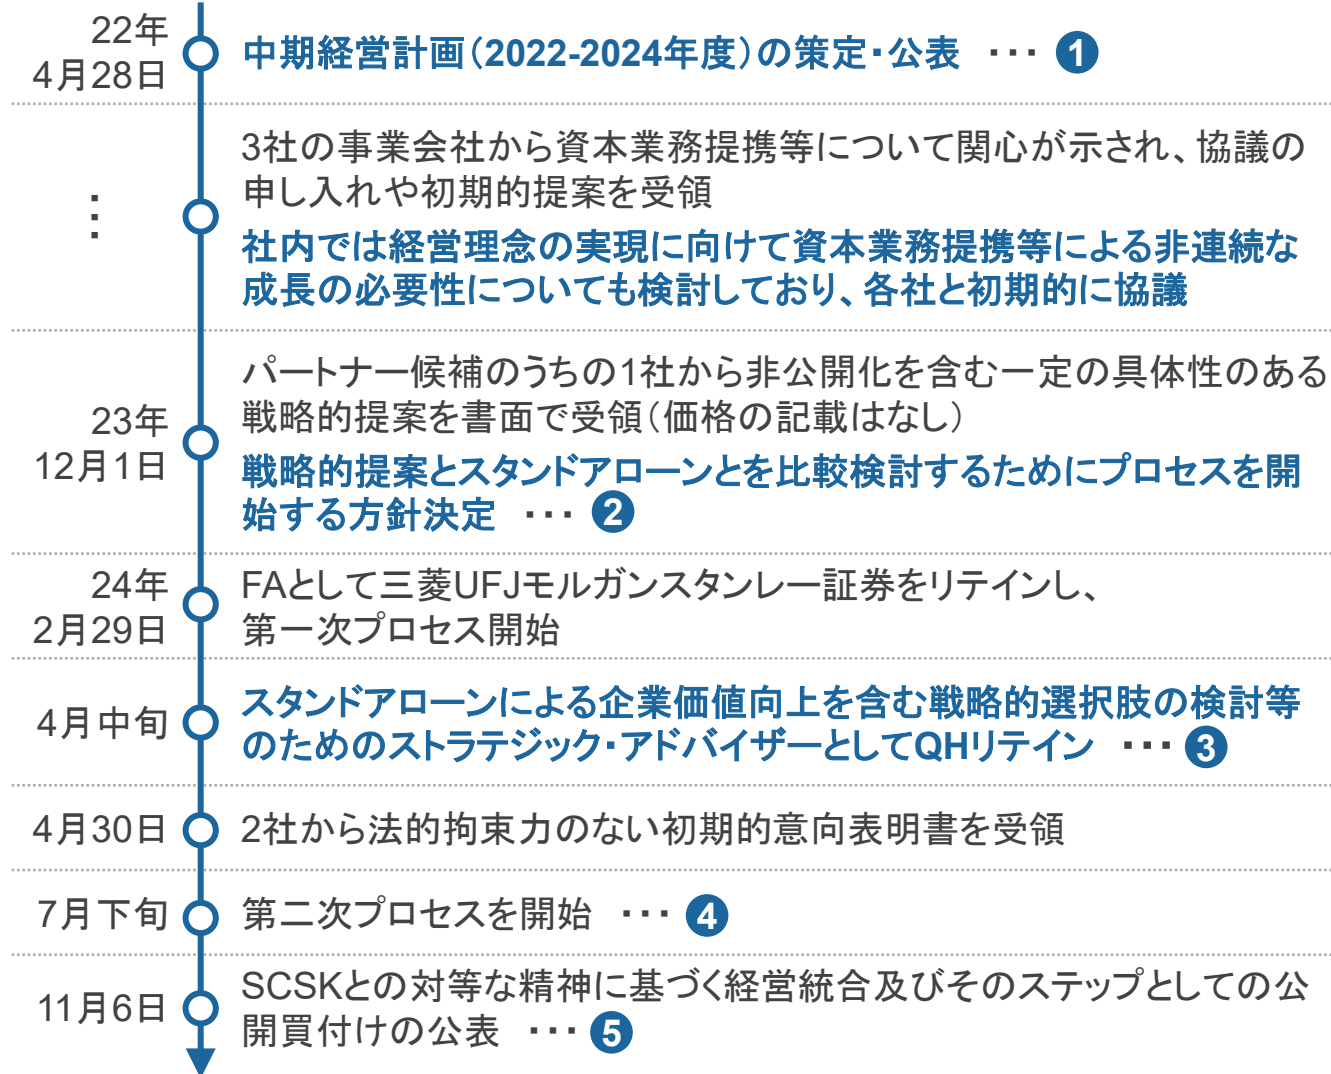 22年
4月28日
中期経営計画（2022-2024年度）の策定・公表 ・・・ 1
⋮
3社の事業会社から資本業務提携等について関心が示され、協議の
申し入れや初期的提案を受領
社内では経営理念の実現に向けて資本業務提携等による非連続な
成長の必要性についても検討しており、各社と初期的に協議
23年
12月1日
パートナー候補のうちの1社から非公開化を含む一定の具体性のある
戦略的提案を書面で受領（価格の記載はなし）
戦略的提案とスタンドアローンとを比較検討するためにプロセスを開
始する方針決定 ・・・ 2
24年
2月29日
FAとして三菱UFJモルガンスタンレー証券をリテインし、
第一次プロセス開始
4月中旬
スタンドアローンによる企業価値向上を含む戦略的選択肢の検討等
のためのストラテジック・アドバイザーとしてQHリテイン ・・・ 3
4月30日
2社から法的拘束力のない初期的意向表明書を受領
7月下旬
第二次プロセスを開始 ・・・ 4
11月6日
SCSKとの対等な精神に基づく経営統合及びそのステップとしての公
開買付けの公表 ・・・ 5